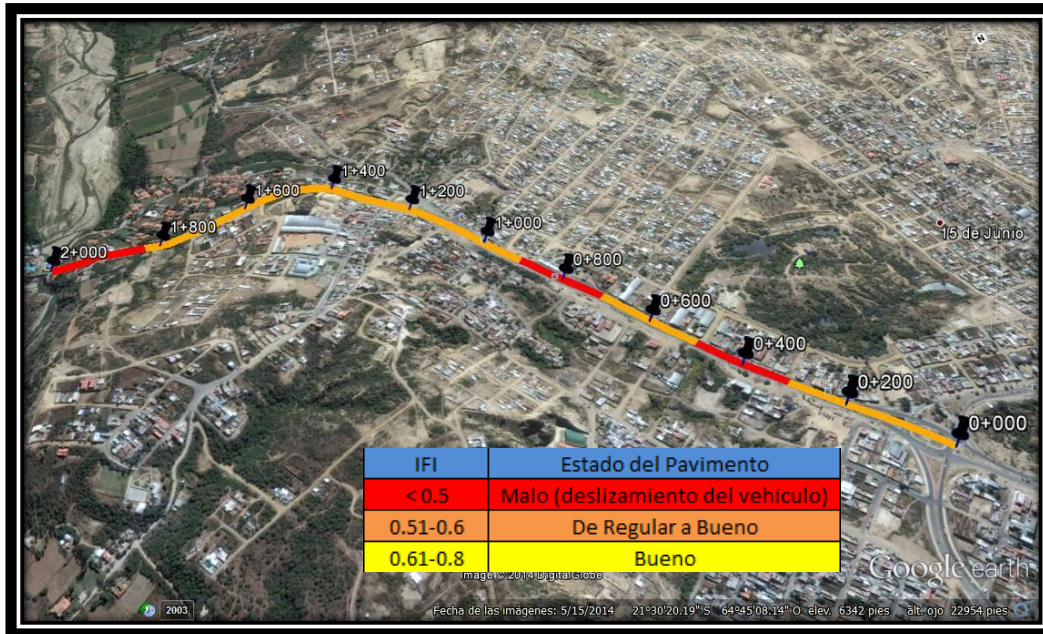 N
1+400
1+600
1+200
1+800
1+000
15 de Junio
2+000
0+800
0+600
0+400
0+200
0+000
IFI Estado del Pavimento
< 0.5 Malo (deslizamiento del vehiculo)
0.51-0.6 De Regular a Bueno
0.61-0.8 Bueno
Image © 2014 DigitalGlobe
Google earth
2003
Fecha de las imágenes: 5/15/2014 21°30'20.19" S 64°45'08.14" O elev. 6342 pies alt. ojo 22954 pies